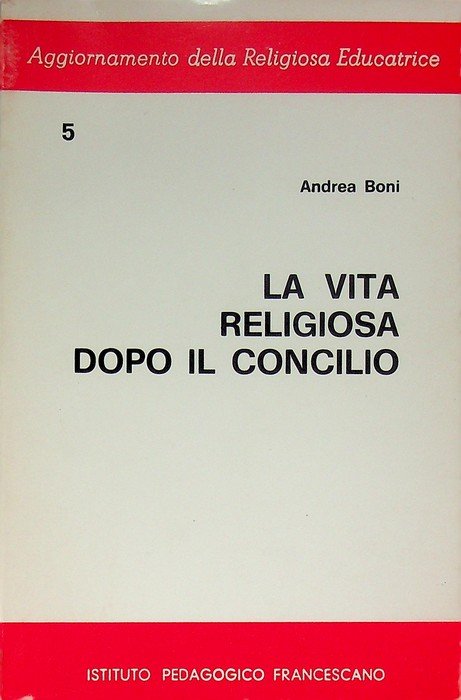 Aggiornamento della Religiosa Educatrice
5
Andrea Boni
LA VITA
RELIGIOSA
DOPO IL CONCILIO
ISTITUTO PEDAGOGICO FRANCESCANO